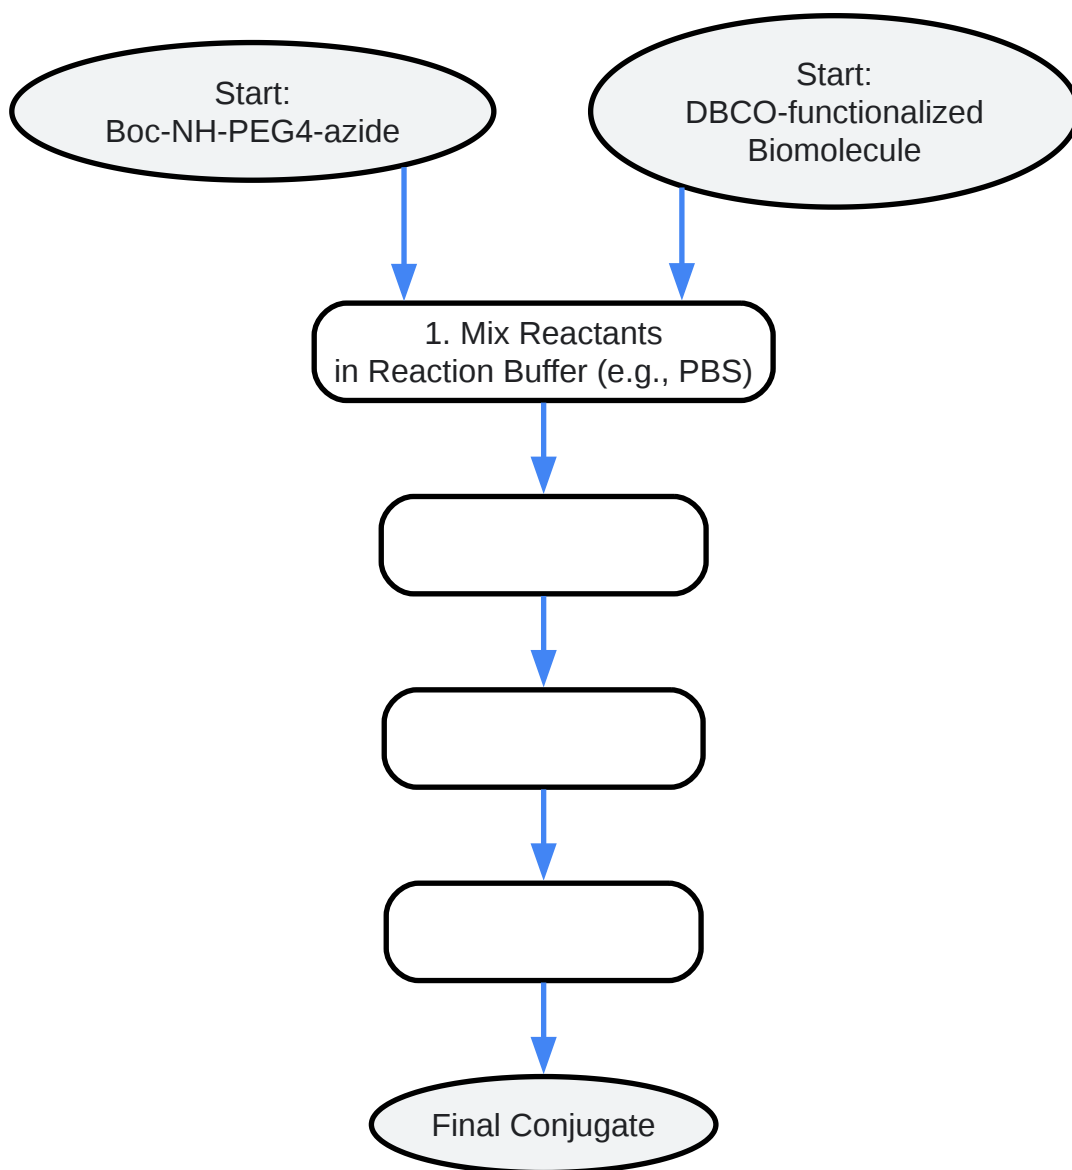 Start:
Boc-NH-PEG4-azide
Start:
DBCO-functionalized
Biomolecule
1. Mix Reactants
in Reaction Buffer (e.g., PBS)
Final Conjugate